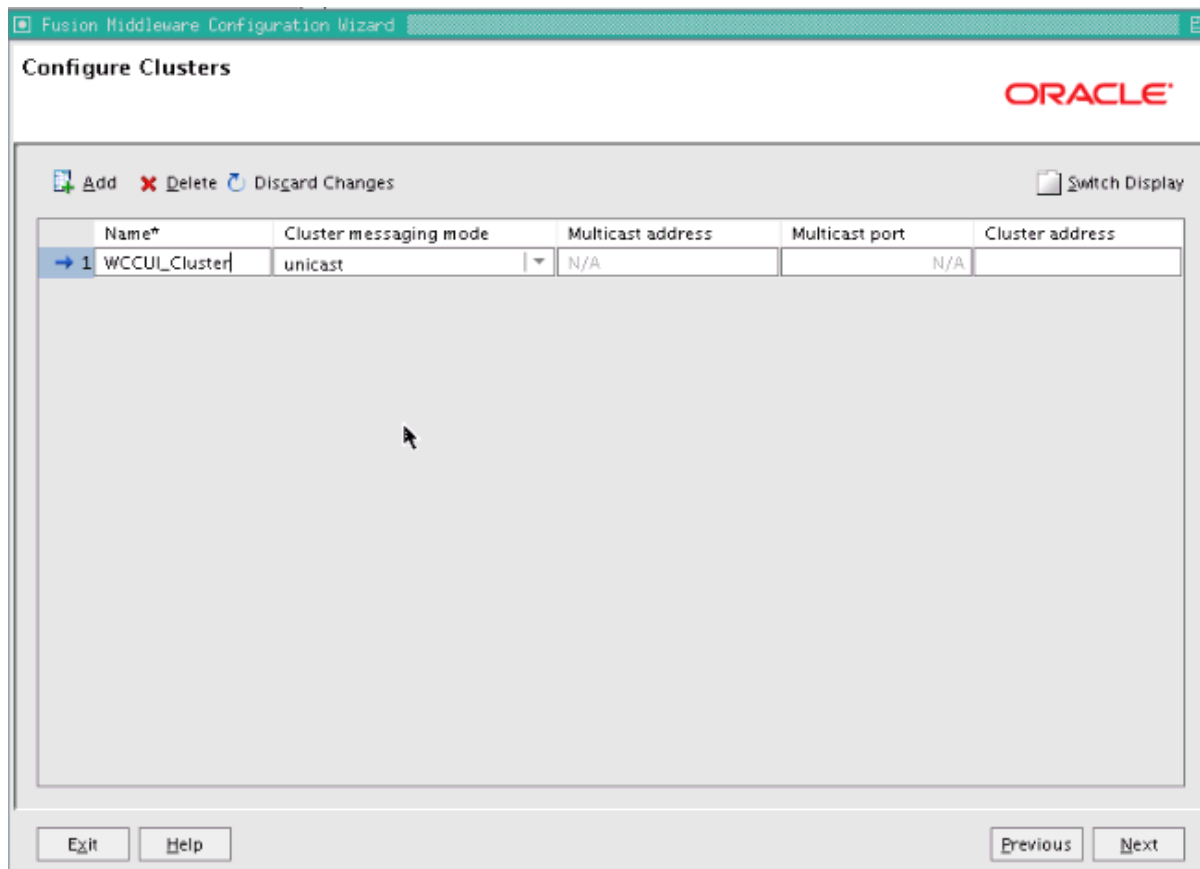 Fusion Middleware Configuration Wizard
Configure Clusters
ORACLE
Add Delete Discard Changes Switch Display
Name* Cluster messaging mode Multicast address Multicast port Cluster address
1 WCCUI_Cluster unicast N/A N/A
Exit Help Previous Next